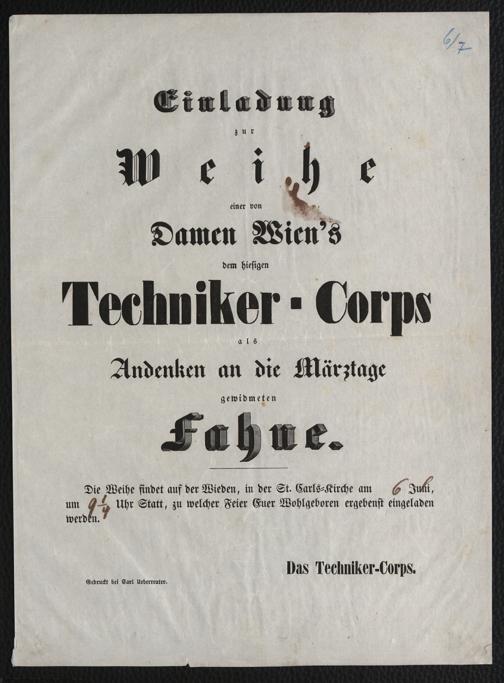 6/7
Einladung
zur
Weihe
einer von
Damen Wien's
dem hiesigen
Techniker-Corps
als
Andenken an die Märztage
gewidmeten
Fahne.
Die Weihe findet auf der Wieden, in der St. Carls-Kirche am 6 Juli,
um 9 1/4 Uhr Statt, zu welcher Feier Euer Wohlgeboren ergebenst eingeladen
werden.
Das Techniker-Corps.
Gedruckt bei Carl Ueberreuter.